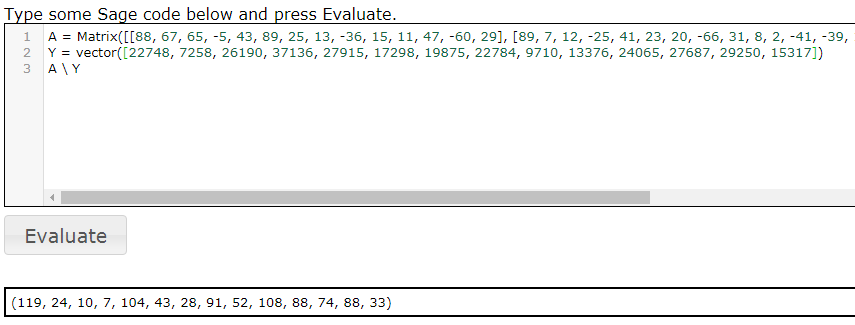 Type some Sage code below and press Evaluate.
1 A = Matrix([[88, 67, 65, -5, 43, 89, 25, 13, -36, 15, 11, 47, -60, 29], [89, 7, 12, -25, 41, 23, 20, -66, 31, 8, 2, -41, -39,
2 Y = vector([22748, 7258, 26190, 37136, 27915, 17298, 19875, 22784, 9710, 13376, 24065, 27687, 29250, 15317])
3 A \ Y
Evaluate
(119, 24, 10, 7, 104, 43, 28, 91, 52, 108, 88, 74, 88, 33)